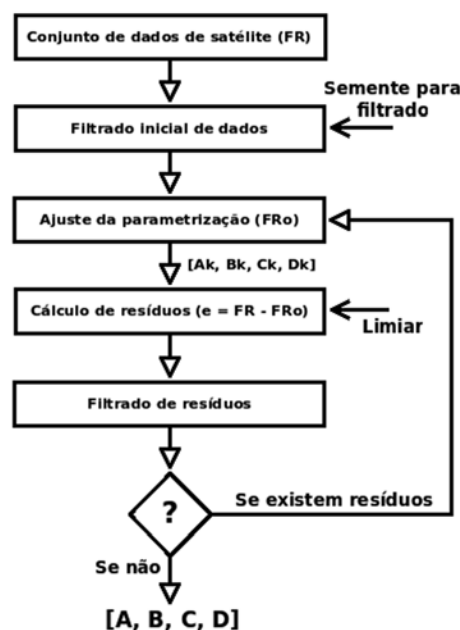 Conjunto de dados de satélite (FR)
Semente para
filtrado
Filtrado inicial de dados
Ajuste da parametrização (FRo)
[Ak, Bk, Ck, Dk]
Cálculo de resíduos (e = FR - FRo)
Limiar
Filtrado de resíduos
?
Se existem resíduos
Se não
[A, B, C, D]